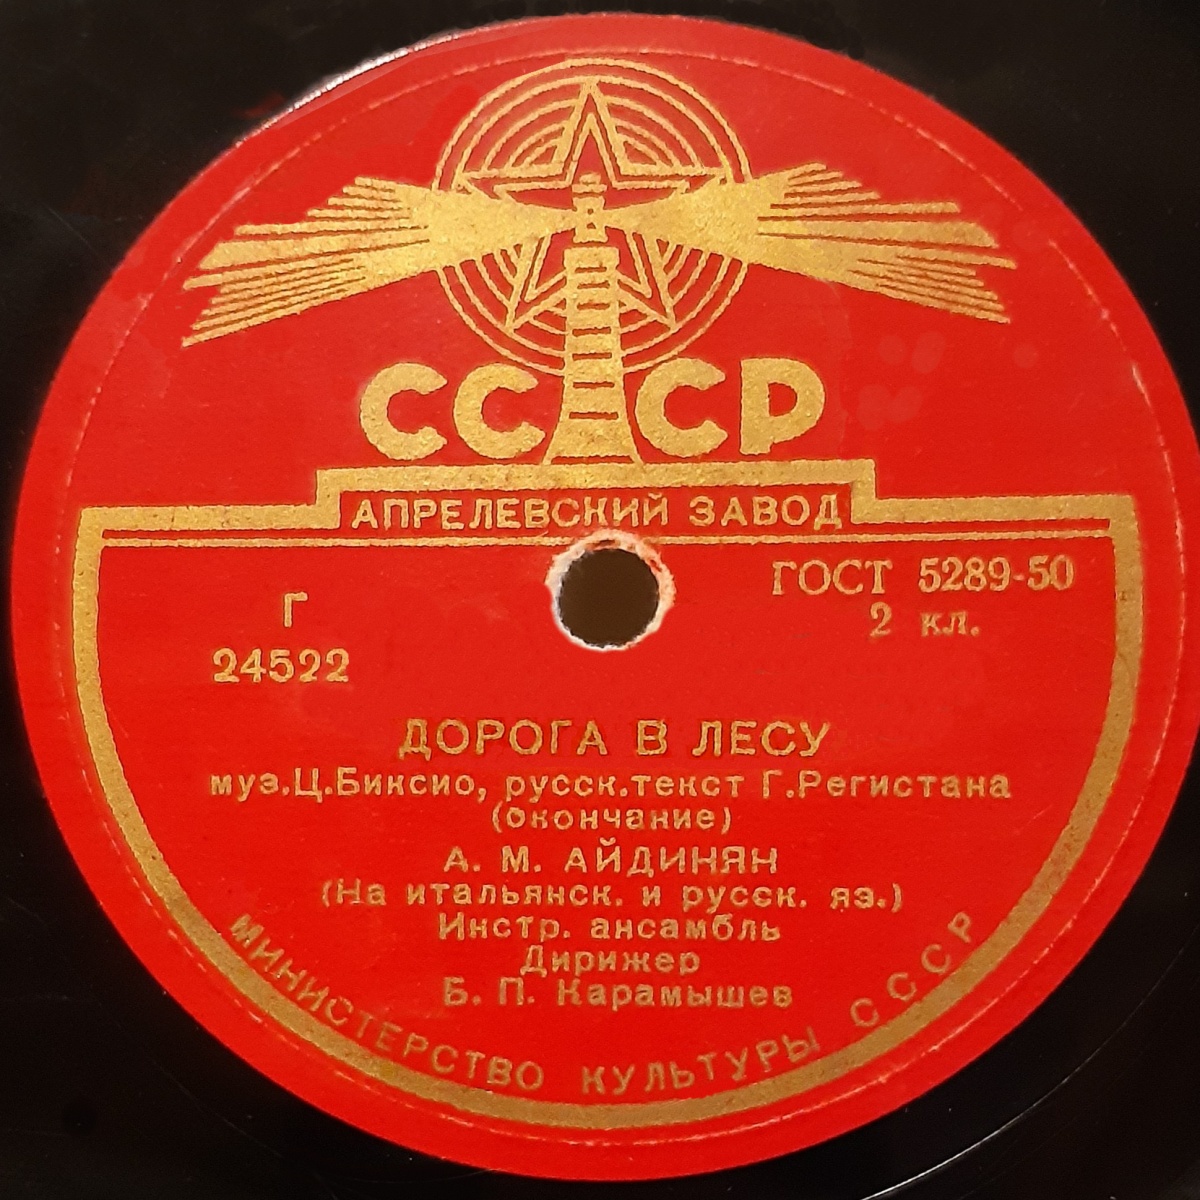 СССР
АПРЕЛЕВСКИЙ ЗАВОД
Г
24522
ГОСТ 5289-50
2 кл.
ДОРОГА В ЛЕСУ
муз.Ц.Биксио, русск.текст Г.Регистана
(окончание)
А. М. АЙДИНЯН
(На итальянск. и русск. яз.)
Инстр. ансамбль
Дирижер
Б. П. Карамышев
МИНИСТЕРСТВО КУЛЬТУРЫ СССР